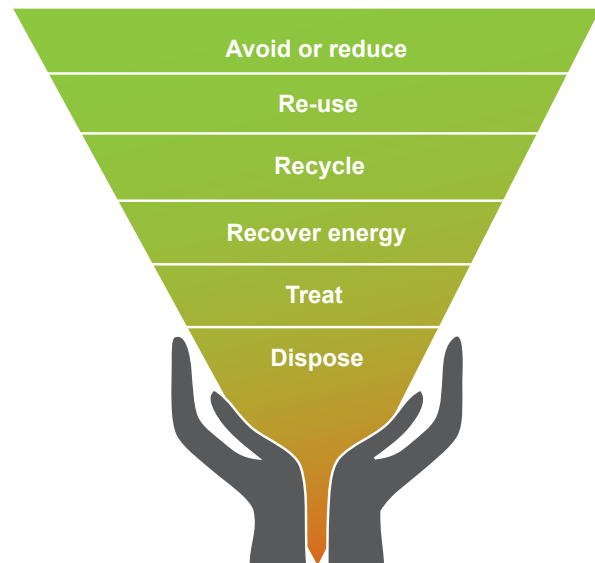 Avoid or reduce
Re-use
Recycle
Recover energy
Treat
Dispose